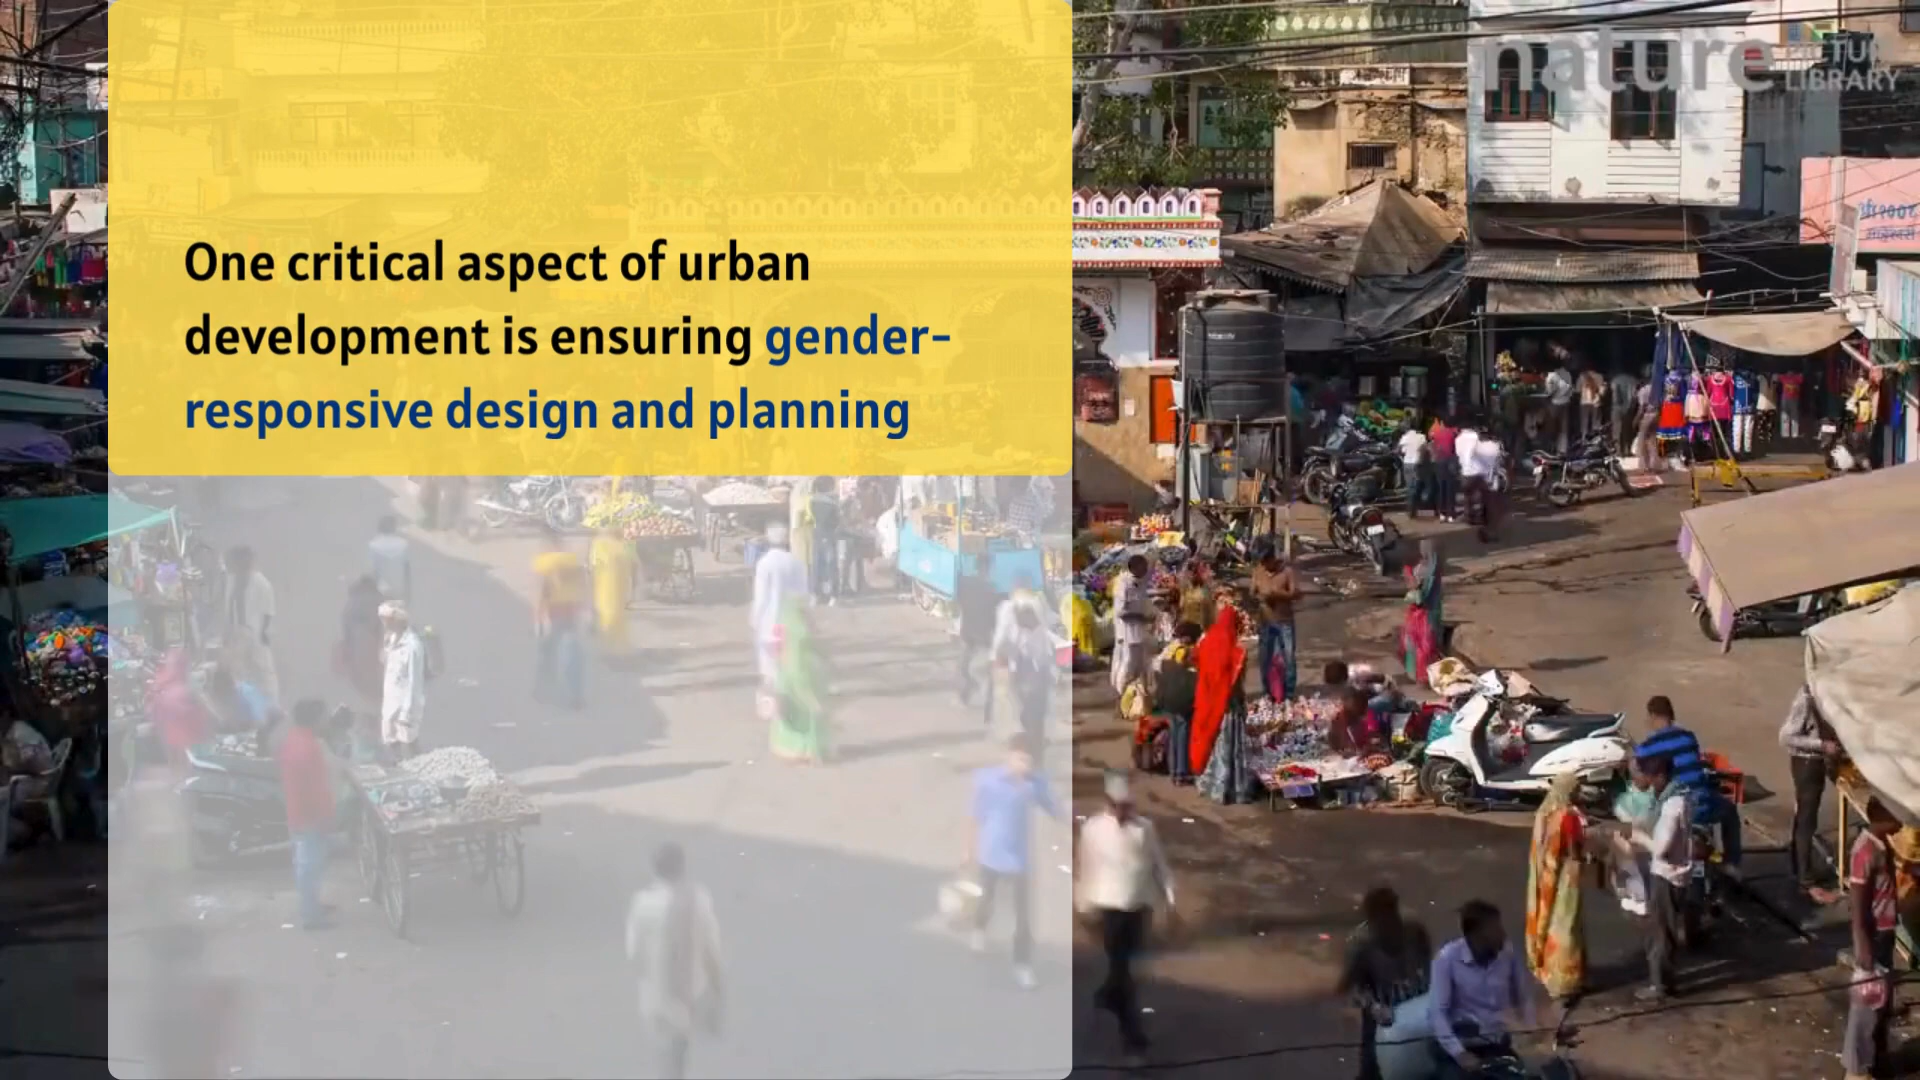 One critical aspect of urban
development is ensuring gender-
responsive design and planning
nature
LIBRARY